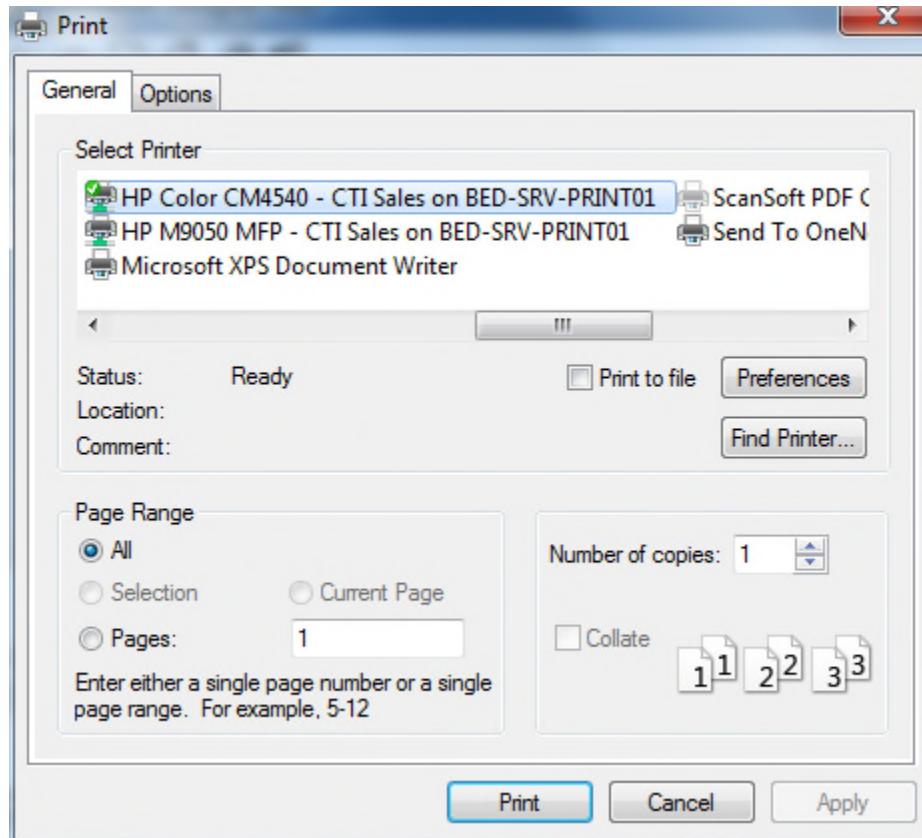 Print
General Options
Select Printer
HP Color CM4540 - CTI Sales on BED-SRV-PRINT01 ScanSoft PDF
HP M9050 MFP - CTI Sales on BED-SRV-PRINT01 Send To
Microsoft XPS Document Writer
Status: Ready Print to file Preferences
Location:
Comment: Find Printer...
Page Range
All
Number of copies: 1
Selection Current Page
Pages: 1
Collate
1 1 2 2 3 3
Enter either a single page number or a single
page range. For example, 5-12
Print Cancel Apply